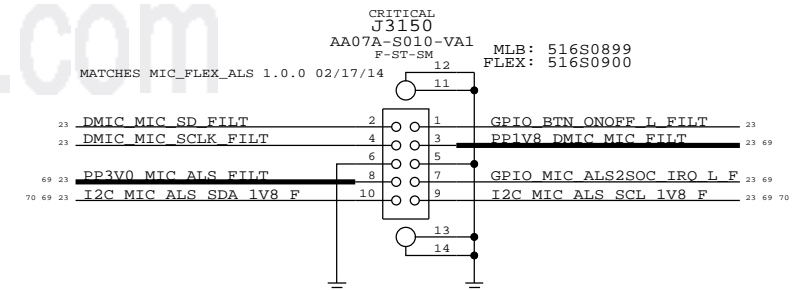 .com
CRITICAL
J3150
AA07A-S010-VA1
F-ST-SM
MLB: 516S0899
FLEX: 516S0900
MATCHES MIC_FLEX_ALS 1.0.0 02/17/14
12
11
23 DMIC_MIC_SD_FILT 2 1 GPIO_BTN_ONOFF_L_FILT 23
23 DMIC_MIC_SCLK_FILT 4 3 PP1V8_DMIC_MIC_FILT 23 69
6 5
69 23 PP3V0_MIC_ALS_FILT 8 7 GPIO_MIC_ALS2SOC_IRQ_L_F 23 69
70 69 23 I2C_MIC_ALS_SDA_1V8_F 10 9 I2C_MIC_ALS_SCL_1V8_F 23 69 70
13
14